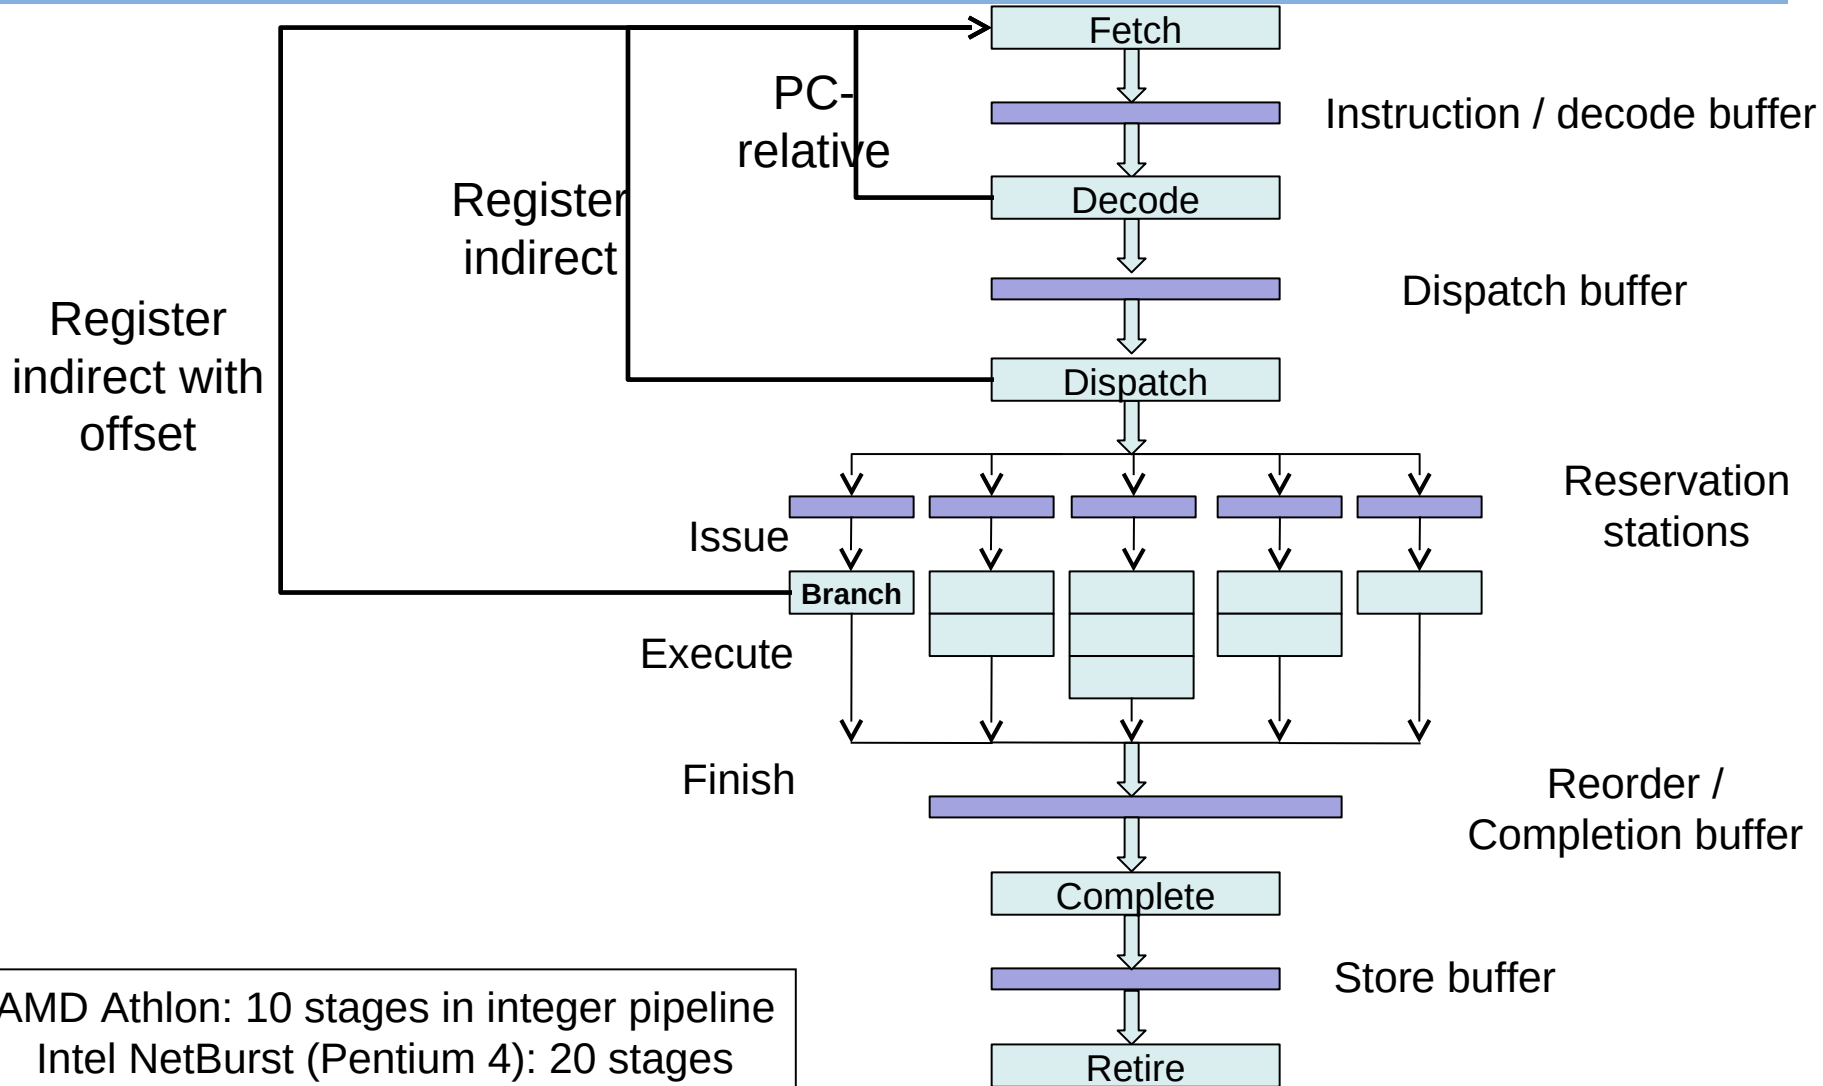 Fetch
PC-
relative
Instruction / decode buffer
Register
indirect
Decode
Dispatch buffer
Register
indirect with
offset
Dispatch
Reservation
stations
Issue
Branch
Execute
Finish
Reorder /
Completion buffer
Complete
Store buffer
AMD Athlon: 10 stages in integer pipeline
Intel NetBurst (Pentium 4): 20 stages
Retire